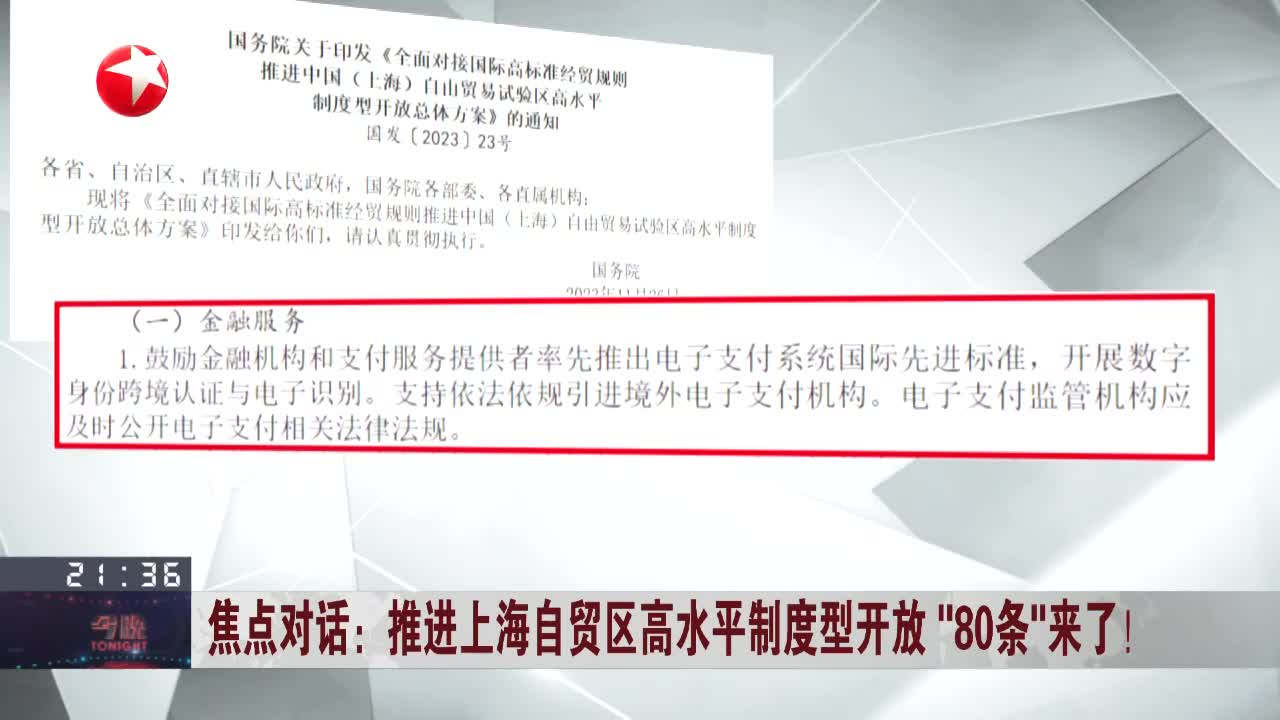 国务院关于印发《全面对接国际高标准经贸规则
推进中国（上海）自由贸易试验区高水平
制度型开放总体方案》的通知
国发〔2023〕23号
各省、自治区、直辖市人民政府，国务院各部委、各直属机构：
现将《全面对接国际高标准经贸规则推进中国（上海）自由贸易试验区高水平制度
型开放总体方案》印发给你们，请认真贯彻执行。
国务院
2023年11月26日
（一）金融服务
1.鼓励金融机构和支付服务提供者率先推出电子支付系统国际先进标准，开展数字
身份跨境认证与电子识别。支持依法依规引进境外电子支付机构。电子支付监管机构应
及时公开电子支付相关法律法规。
21:36
今晚
TONIGHT
焦点对话：推进上海自贸区高水平制度型开放"80条"来了！